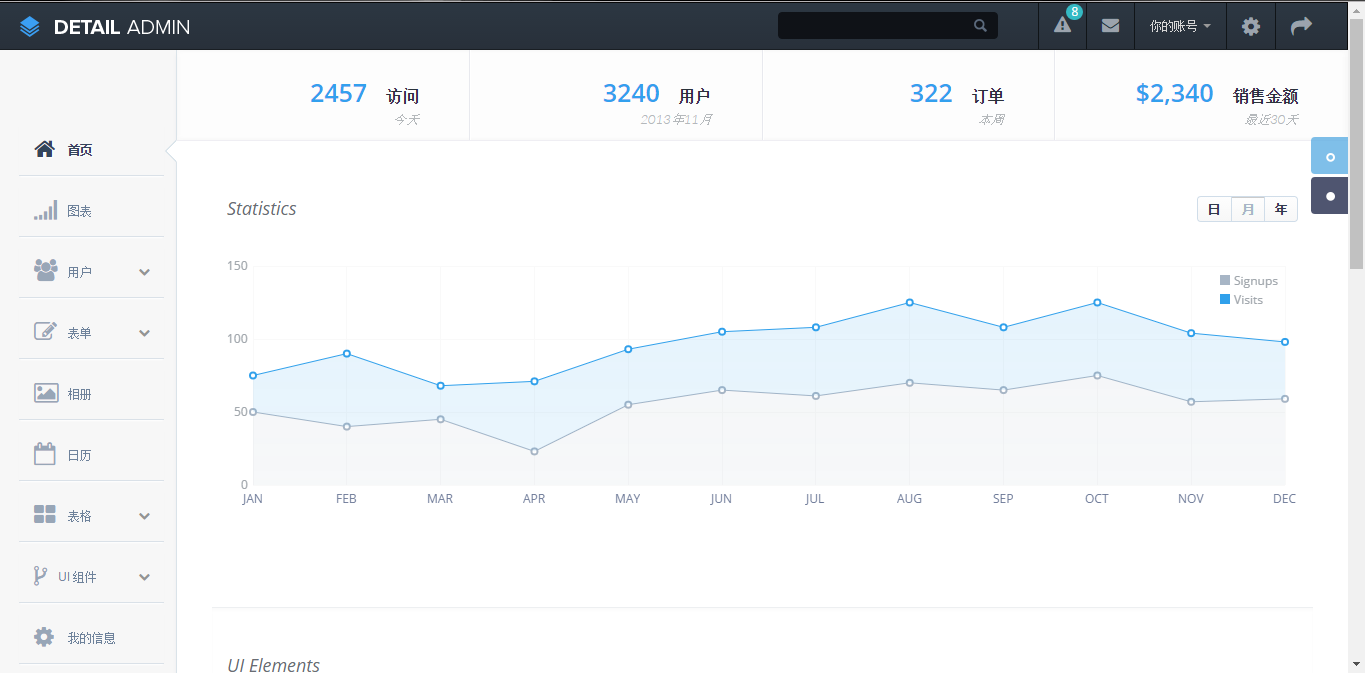 DETAIL ADMIN
8
你的账号
2457 访问
今天
3240 用户
2013年11月
322 订单
本周
$2,340 销售金额
最近30天
首页
图表
用户
表单
相册
日历
表格
UI 组件
我的信息
Statistics
日 月 年
Signups
Visits
150
100
50
0
JAN FEB MAR APR MAY JUN JUL AUG SEP OCT NOV DEC
UI Elements